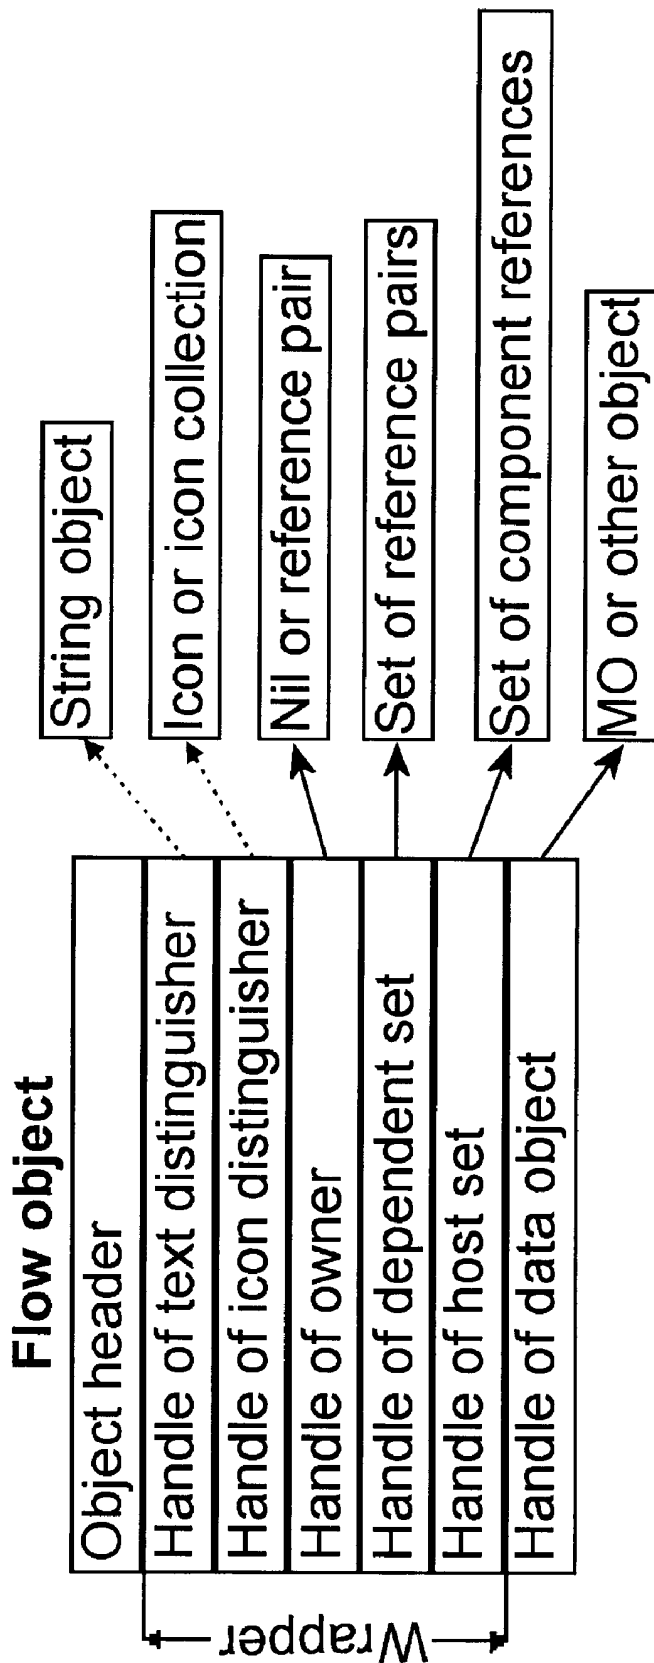 Flow object
Object header
Handle of text distinguisher
Handle of icon distinguisher
Handle of owner
Handle of dependent set
Handle of host set
Handle of data object
Wrapper
String object
Icon or icon collection
Nil or reference pair
Set of reference pairs
Set of component references
MO or other object